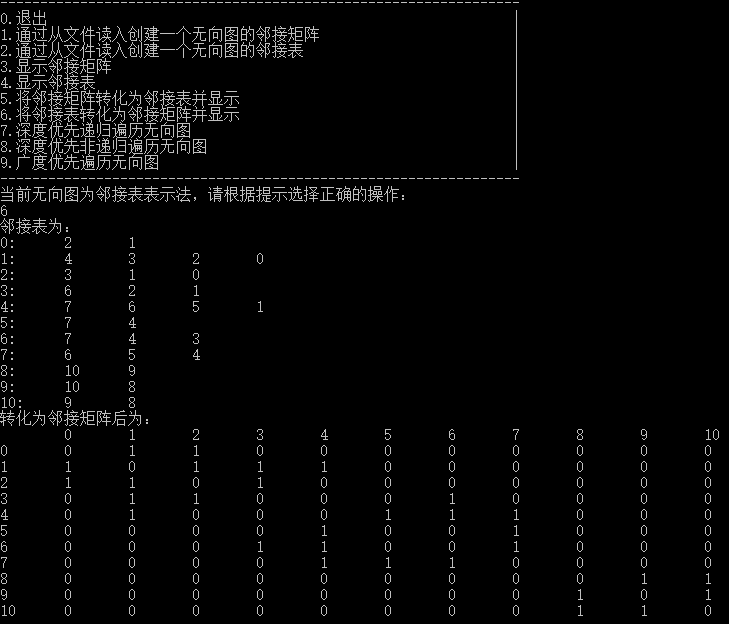 0.退出
1.通过从文件读入创建一个无向图的邻接矩阵
2.通过从文件读入创建一个无向图的邻接表
3.显示邻接矩阵
4.显示邻接表
5.将邻接矩阵转化为邻接表并显示
6.将邻接表转化为邻接矩阵并显示
7.深度优先递归遍历无向图
8.深度优先非递归遍历无向图
9.广度优先遍历无向图
当前无向图为邻接表表示法，请根据提示选择正确的操作：
6
邻接表为：
0: 2 1
1: 4 3 2 0
2: 3 1 0
3: 6 2 1
4: 7 6 5 1
5: 7 4
6: 7 4 3
7: 6 5 4
8: 10 9
9: 10 8
10: 9 8
转化为邻接矩阵后为：
0 1 2 3 4 5 6 7 8 9 10
0 0 1 1 0 0 0 0 0 0 0 0
1 1 0 1 1 1 0 0 0 0 0 0
2 1 1 0 1 0 0 0 0 0 0 0
3 0 1 1 0 0 0 1 0 0 0 0
4 0 1 0 0 0 1 1 1 0 0 0
5 0 0 0 0 1 0 0 1 0 0 0
6 0 0 0 1 1 0 0 1 0 0 0
7 0 0 0 0 1 1 1 0 0 0 0
8 0 0 0 0 0 0 0 0 0 1 1
9 0 0 0 0 0 0 0 0 1 0 1
10 0 0 0 0 0 0 0 0 1 1 0